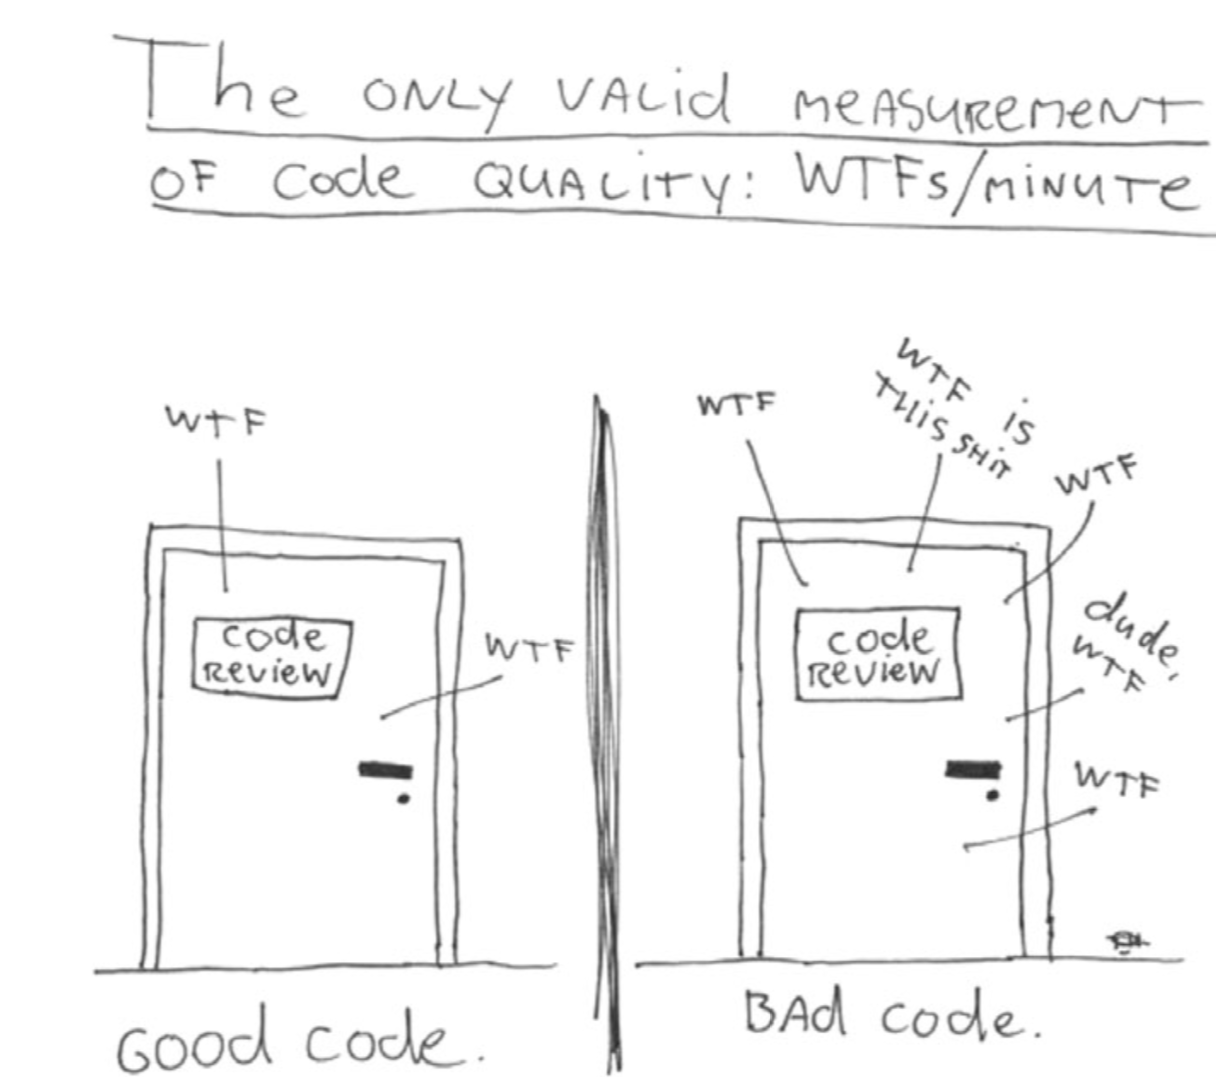 The ONLY VALid MEASUREMENT
OF Code QUALITY: WTFs/MINUTE
WTF
Code
REVIEW
WTF
GOOD Code.
WTF
WTF is
THiS SHiT
WTF
Code
REVIEW
dude,
WTF
WTF
BAd Code.